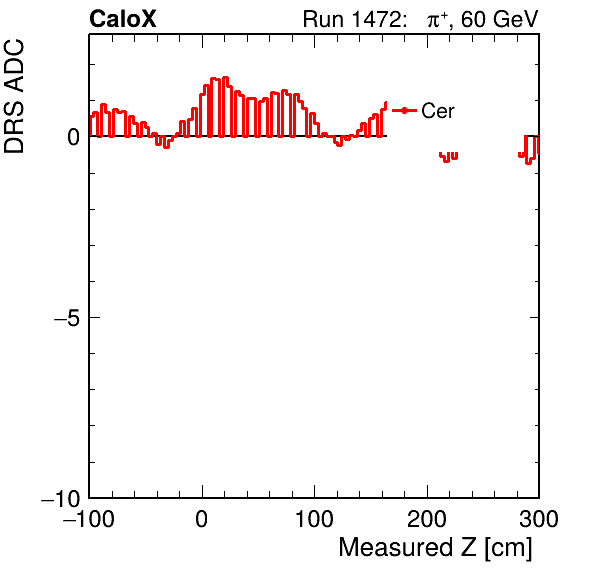 CaloX Run 1472: π⁺, 60 GeV
DRS ADC
Cer
0
−5
−10
−100 0 100 200 300
Measured Z [cm]